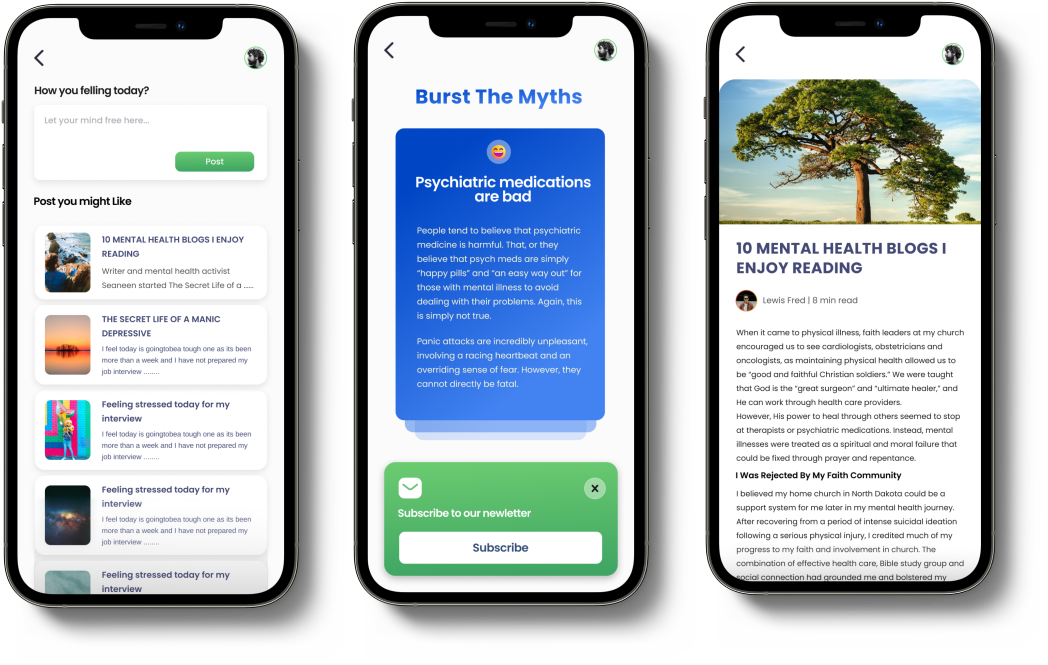 How you felling today?
Let your mind free here...
Post
Post you might Like
10 MENTAL HEALTH BLOGS I ENJOY
READING
Writer and mental health activist
Seaneen started The Secret Life of a .....
THE SECRET LIFE OF A MANIC
DEPRESSIVE
I feel today is goingtobea tough one as its been
more than a week and I have not prepared my
job interview ........
Feeling stressed today for my
interview
I feel today is goingtobea tough one as its been
more than a week and I have not prepared my
job interview ........
Feeling stressed today for my
interview
I feel today is goingtobea tough one as its been
more than a week and I have not prepared my
job interview ........
Feeling stressed today for my
interview
Burst The Myths
Psychiatric medications
are bad
People tend to believe that psychiatric
medicine is harmful. That, or they
believe that psych meds are simply
“happy pills” and “an easy way out” for
those with mental illness to avoid
dealing with their problems. Again, this
is simply not true.
Panic attacks are incredibly unpleasant,
involving a racing heartbeat and an
overriding sense of fear. However, they
cannot directly be fatal.
Subscribe to our newletter
Subscribe
10 MENTAL HEALTH BLOGS I
ENJOY READING
Lewis Fred | 8 min read
When it came to physical illness, faith leaders at my church
encouraged us to see cardiologists, obstetricians and
oncologists, as maintaining physical health allowed us to
be “good and faithful Christian soldiers.” We were taught
that God is the “great surgeon” and “ultimate healer,” and
He can work through health care providers.
However, His power to heal through others seemed to stop
at therapists or psychiatric medications. Instead, mental
illnesses were treated as a spiritual and moral failure that
could be fixed through prayer and repentance.
I Was Rejected By My Faith Community
I believed my home church in North Dakota could be a
support system for me later in my mental health journey.
After recovering from a period of intense suicidal ideation
following a serious physical injury, I credited much of my
progress to my faith and involvement in church. The
combination of effective health care, Bible study group and
social connection had grounded me and bolstered my